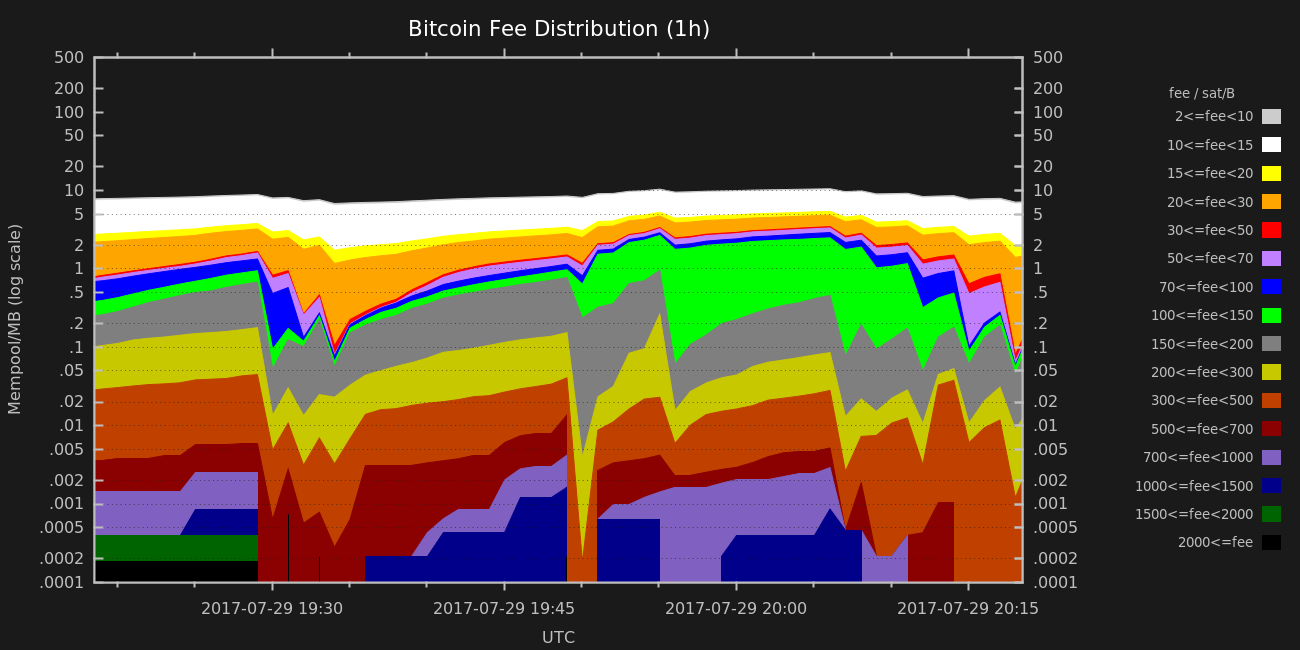 Bitcoin Fee Distribution (1h)
500 500
200 200
100 100
50 50
20 20
10 10
5 5
2 2
1 1
.5 .5
.2 .2
.1 .1
.05 .05
.02 .02
.01 .01
.005 .005
.002 .002
.001 .001
.0005 .0005
.0002 .0002
.0001 .0001
Mempool/MB (log scale)
2017-07-29 19:30 2017-07-29 19:45 2017-07-29 20:00 2017-07-29 20:15
UTC
fee / sat/B
2<=fee<10
10<=fee<15
15<=fee<20
20<=fee<30
30<=fee<50
50<=fee<70
70<=fee<100
100<=fee<150
150<=fee<200
200<=fee<300
300<=fee<500
500<=fee<700
700<=fee<1000
1000<=fee<1500
1500<=fee<2000
2000<=fee